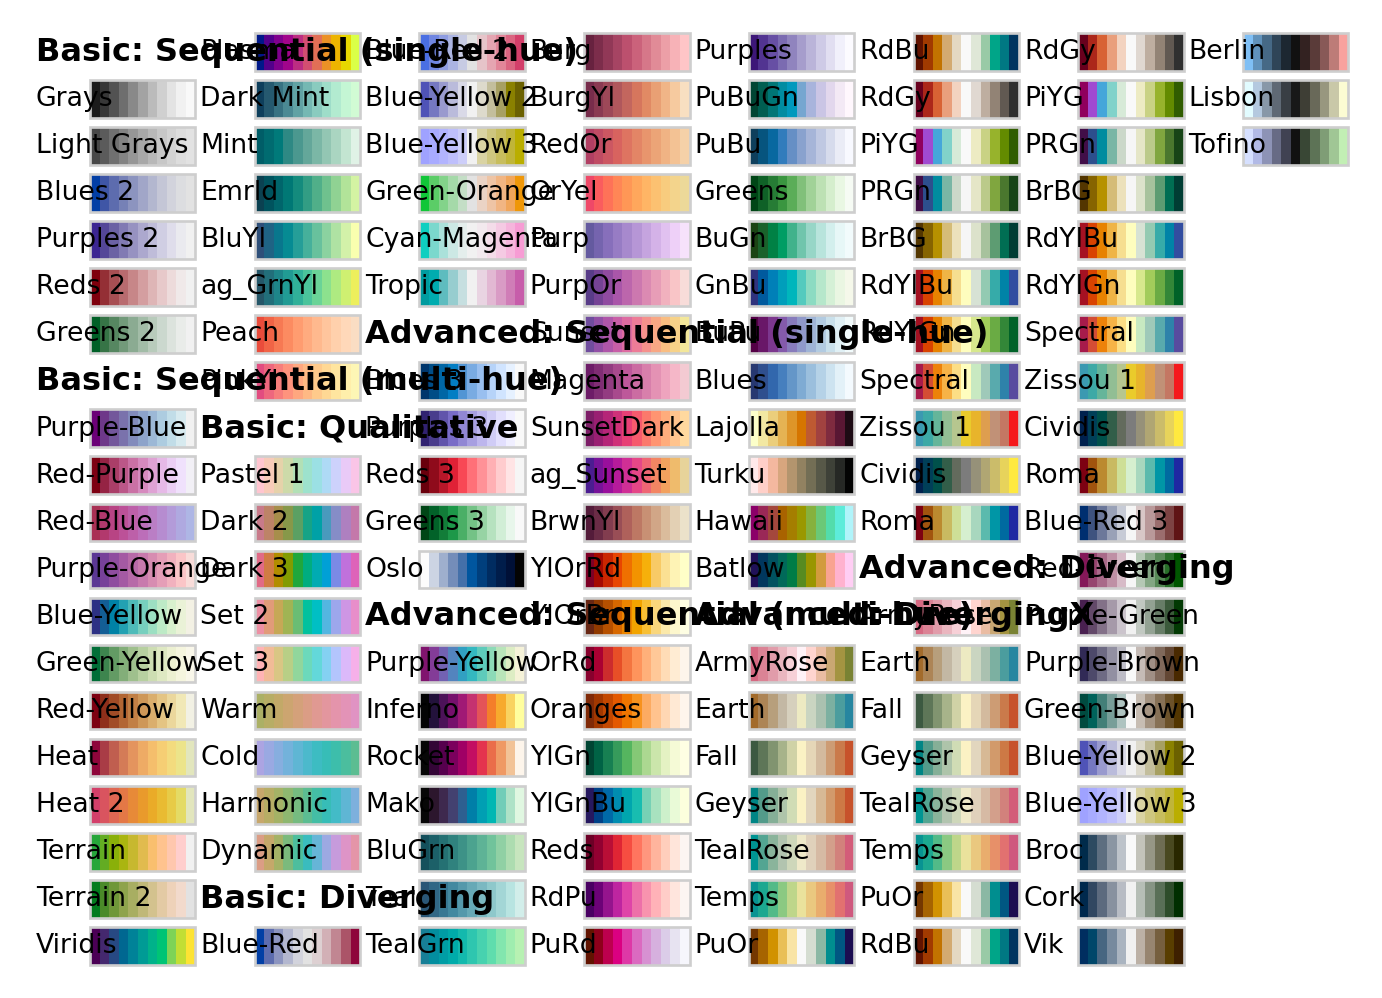 Basic: Sequential (single-hue)
Grays
Light Grays
Blues 2
Purples 2
Reds 2
Greens 2
Basic: Sequential (multi-hue)
Purple-Blue
Red-Purple
Red-Blue
Purple-Orange
Blue-Yellow
Green-Yellow
Red-Yellow
Heat
Heat 2
Terrain
Terrain 2
Viridis
Plasma
Dark Mint
Mint
Emrld
BluYl
ag_GrnYl
Peach
PinkYl
Basic: Qualitative
Pastel 1
Dark 2
Dark 3
Set 2
Set 3
Warm
Cold
Harmonic
Dynamic
Basic: Diverging
Blue-Red
Blue-Red 2
Blue-Yellow 2
Blue-Yellow 3
Green-Orange
Cyan-Magenta
Tropic
Advanced: Sequential (single-hue)
Blues 3
Purples 3
Reds 3
Greens 3
Oslo
Advanced: Sequential (multi-hue)
Purple-Yellow
Inferno
Rocket
Mako
BluGrn
Teal
TealGrn
Burg
BurgYl
RedOr
OrYel
Purp
PurpOr
Sunset
Magenta
SunsetDark
ag_Sunset
BrwnYl
YlOrRd
YlOrBr
OrRd
Oranges
YlGn
YlGnBu
Reds
RdPu
PuRd
Purples
PuBuGn
PuBu
Greens
BuGn
GnBu
BuPu
Blues
Lajolla
Turku
Hawaii
Batlow
Advanced: DivergingX
ArmyRose
Earth
Fall
Geyser
TealRose
Temps
PuOr
RdBu
RdGy
PiYG
PRGn
BrBG
RdYlBu
RdYlGn
Spectral
Zissou 1
Cividis
Roma
Advanced: Diverging
ArmyRose
Earth
Fall
Geyser
TealRose
Temps
PuOr
RdBu
RdGy
PiYG
PRGn
BrBG
RdYlBu
RdYlGn
Spectral
Zissou 1
Cividis
Roma
Blue-Red 3
Red-Green
Purple-Green
Purple-Brown
Green-Brown
Blue-Yellow 2
Blue-Yellow 3
Broc
Cork
Vik
Berlin
Lisbon
Tofino